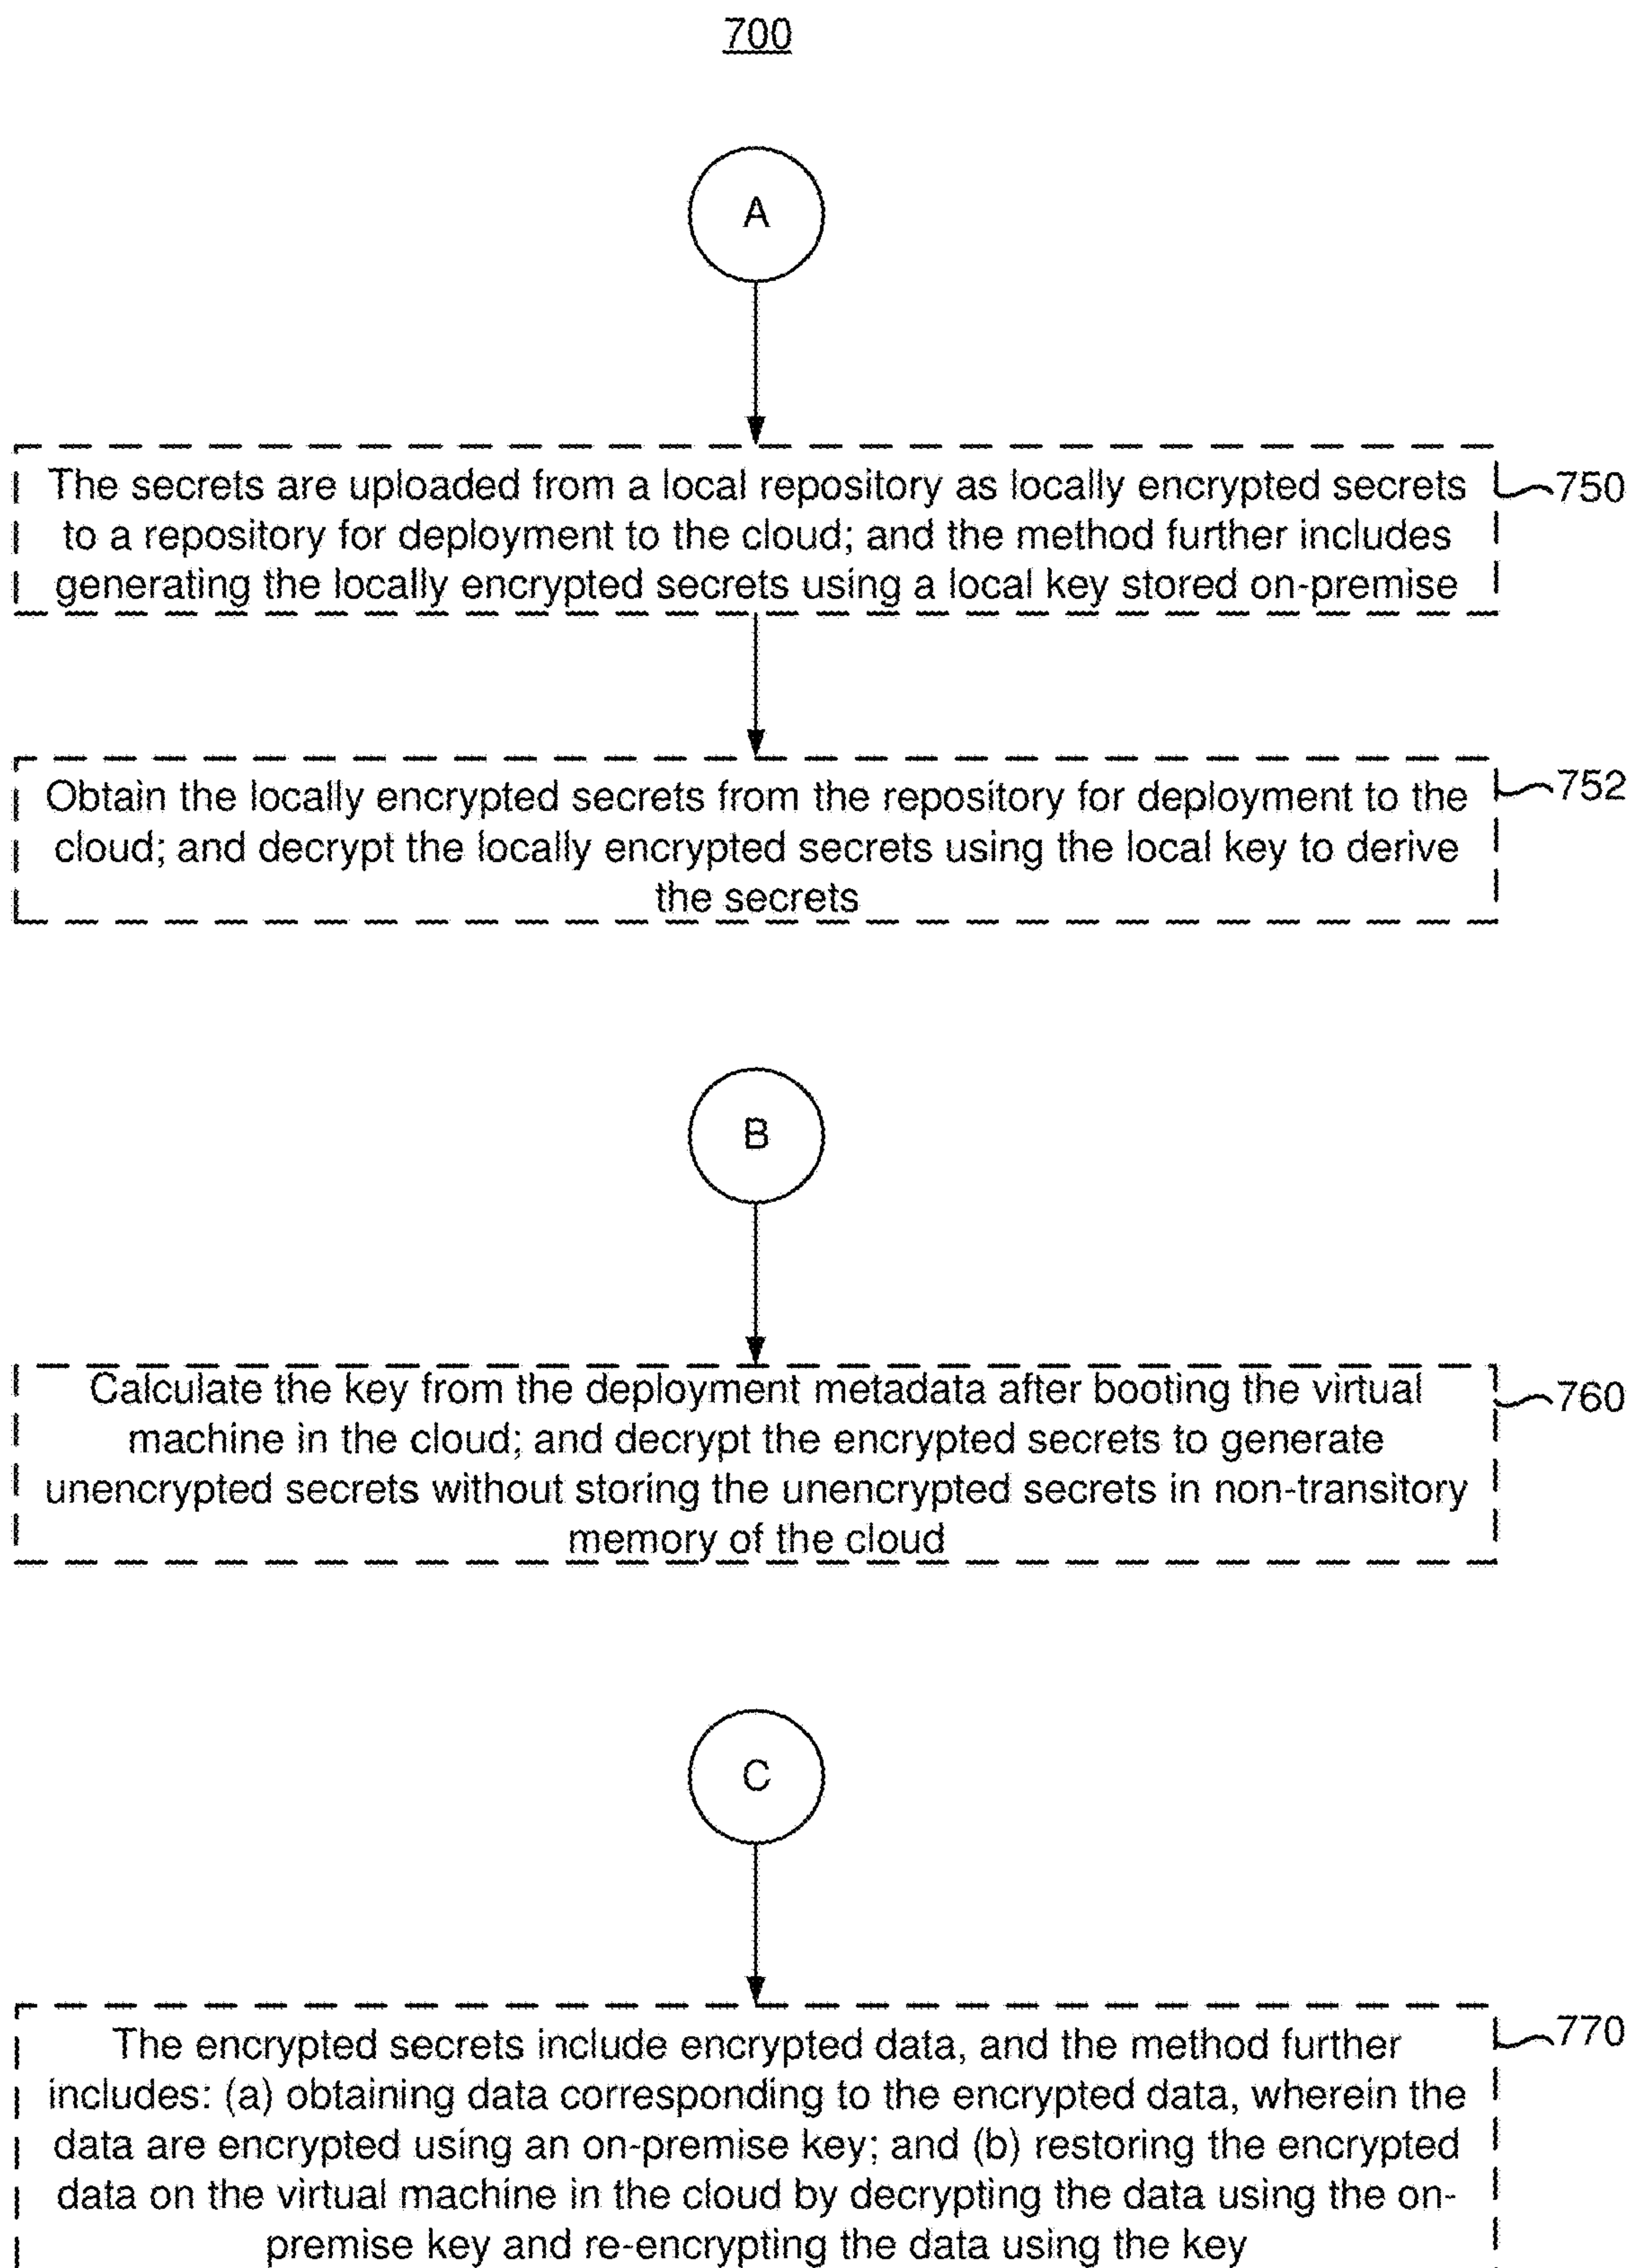 700
A
The secrets are uploaded from a local repository as locally encrypted secrets
to a repository for deployment to the cloud; and the method further includes
generating the locally encrypted secrets using a local key stored on-premise
750
Obtain the locally encrypted secrets from the repository for deployment to the
cloud; and decrypt the locally encrypted secrets using the local key to derive
the secrets
752
B
Calculate the key from the deployment metadata after booting the virtual
machine in the cloud; and decrypt the encrypted secrets to generate
unencrypted secrets without storing the unencrypted secrets in non-transitory
memory of the cloud
760
C
The encrypted secrets include encrypted data, and the method further
includes: (a) obtaining data corresponding to the encrypted data, wherein the
data are encrypted using an on-premise key; and (b) restoring the encrypted
data on the virtual machine in the cloud by decrypting the data using the on-
premise key and re-encrypting the data using the key
770